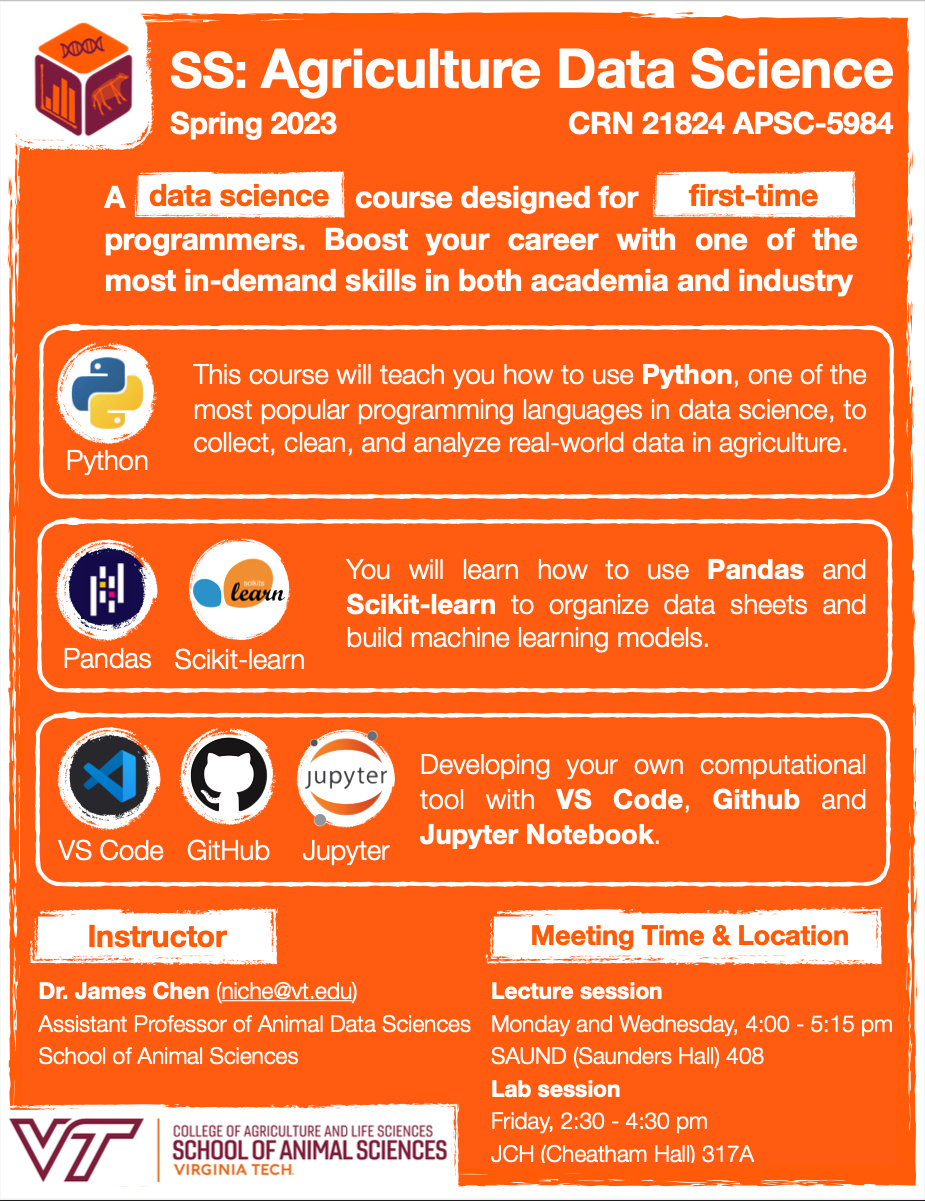 SS: Agriculture Data Science
Spring 2023 CRN 21824 APSC-5984
A data science course designed for first-time
programmers. Boost your career with one of the
most in-demand skills in both academia and industry
This course will teach you how to use Python, one of the
most popular programming languages in data science, to
collect, clean, and analyze real-world data in agriculture.
Python
You will learn how to use Pandas and
Scikit-learn to organize data sheets and
build machine learning models.
scikits
learn
Pandas Scikit-learn
Developing your own computational
tool with VS Code, Github and
Jupyter Notebook.
jupyter
VS Code GitHub Jupyter
Instructor
Dr. James Chen (niche@vt.edu)
Assistant Professor of Animal Data Sciences
School of Animal Sciences
Meeting Time & Location
Lecture session
Monday and Wednesday, 4:00 - 5:15 pm
SAUND (Saunders Hall) 408
Lab session
Friday, 2:30 - 4:30 pm
JCH (Cheatham Hall) 317A
VT
COLLEGE OF AGRICULTURE AND LIFE SCIENCES
SCHOOL OF ANIMAL SCIENCES
VIRGINIA TECH.